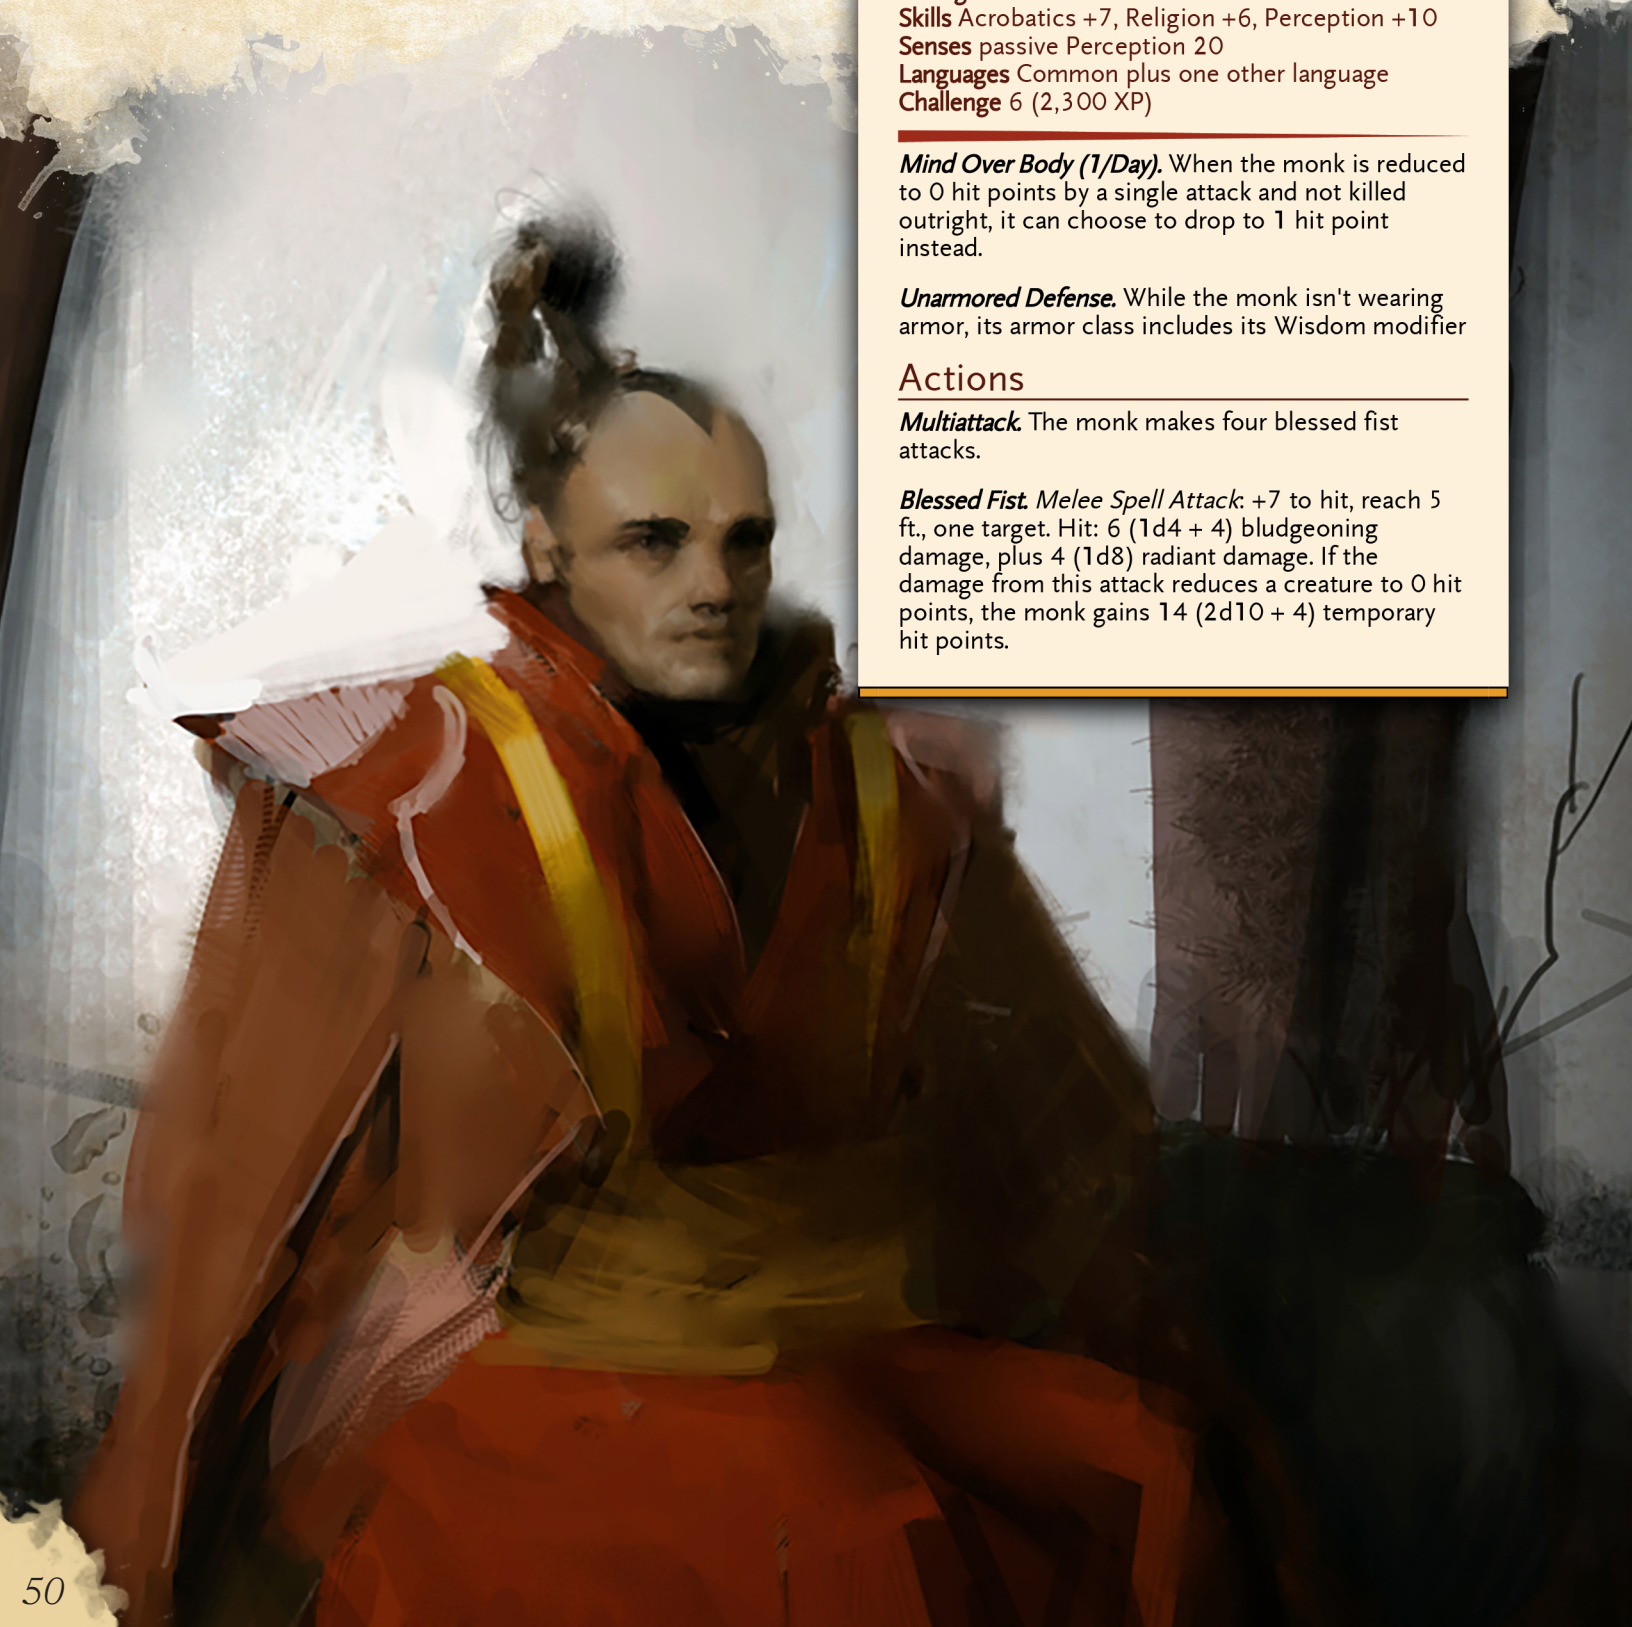 Skills Acrobatics +7, Religion +6, Perception +10
Senses passive Perception 20
Languages Common plus one other language
Challenge 6 (2,300 XP)
Mind Over Body (1/Day). When the monk is reduced
to 0 hit points by a single attack and not killed
outright, it can choose to drop to 1 hit point
instead.
Unarmored Defense. While the monk isn't wearing
armor, its armor class includes its Wisdom modifier
Actions
Multiattack. The monk makes four blessed fist
attacks.
Blessed Fist. Melee Spell Attack: +7 to hit, reach 5
ft., one target. Hit: 6 (1d4 + 4) bludgeoning
damage, plus 4 (1d8) radiant damage. If the
damage from this attack reduces a creature to 0 hit
points, the monk gains 14 (2d10 + 4) temporary
hit points.
50